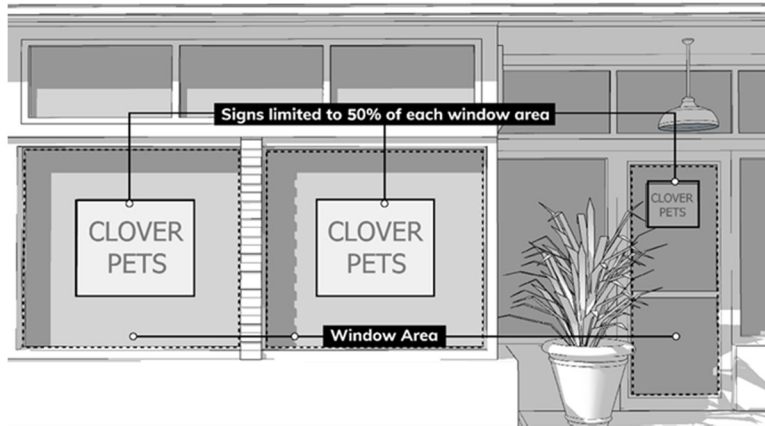 Signs limited to 50% of each window area
CLOVER
PETS
CLOVER
PETS
CLOVER
PETS
Window Area